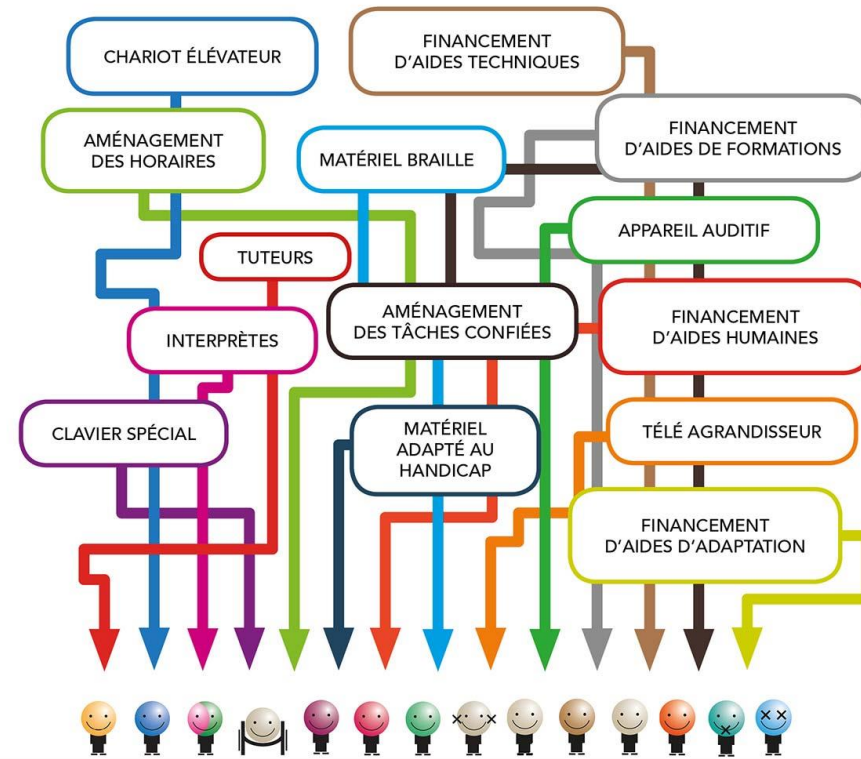 CHARIOT ÉLÉVATEUR
FINANCEMENT
D'AIDES TECHNIQUES
AMÉNAGEMENT
DES HORAIRES
MATÉRIEL BRAILLE
FINANCEMENT
D'AIDES DE FORMATIONS
TUTEURS
APPAREIL AUDITIF
INTERPRÈTES
AMÉNAGEMENT
DES TÂCHES CONFIÉES
FINANCEMENT
D'AIDES HUMAINES
CLAVIER SPÉCIAL
MATÉRIEL
ADAPTÉ AU
HANDICAP
TÉLÉ AGRANDISSEUR
FINANCEMENT
D'AIDES D'ADAPTATION